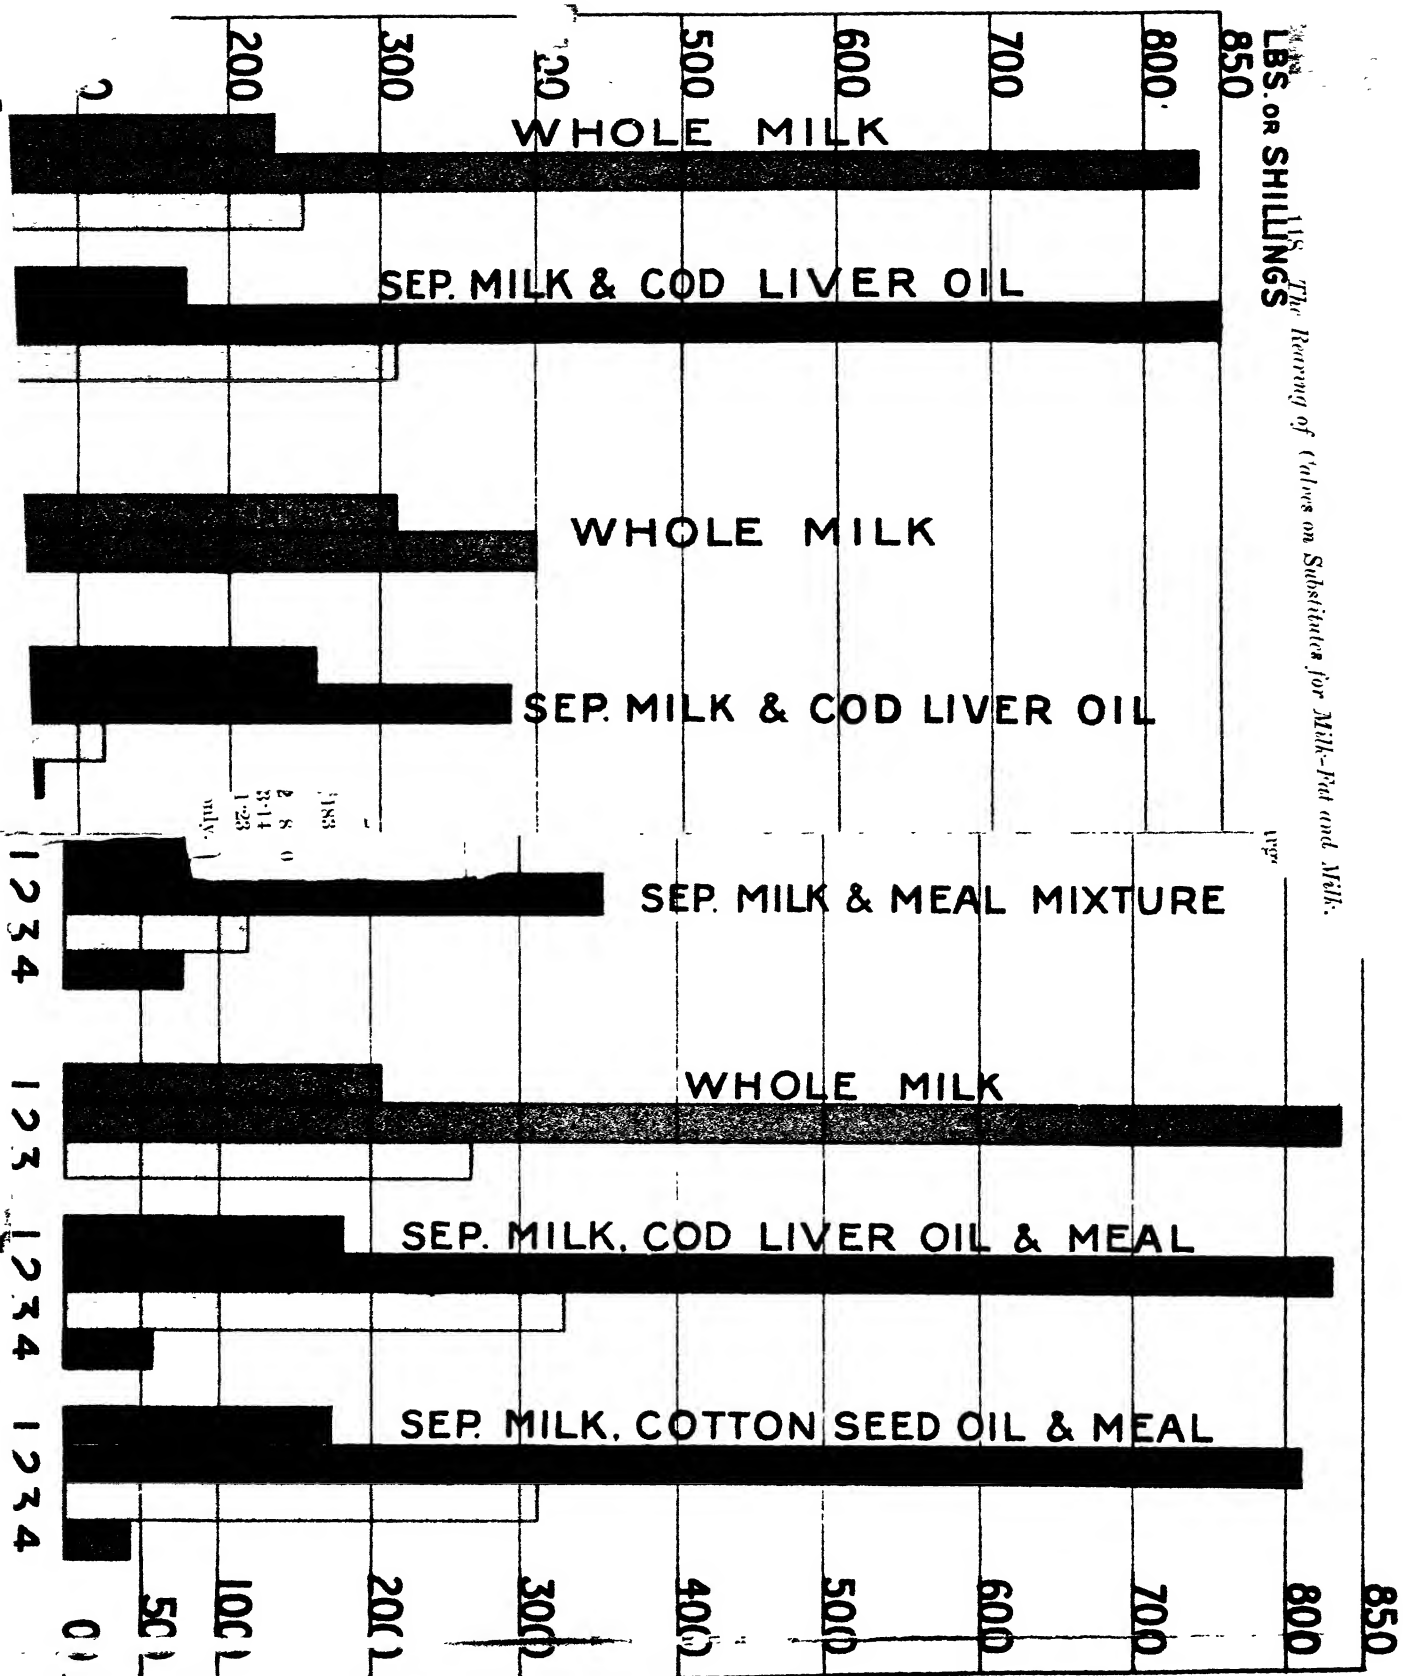 200 300 500 600 700 800 850
LBS. OR SHILLINGS
118 The Rearing of Calves on Substitutes for Milk-Fat and Milk.
WHOLE MILK
SEP. MILK & COD LIVER OIL
WHOLE MILK
SEP. MILK & COD LIVER OIL
1 2 3 4
SEP. MILK & MEAL MIXTURE
1 2 3
WHOLE MILK
1 2 3 4
SEP. MILK, COD LIVER OIL & MEAL
1 2 3 4
SEP. MILK, COTTON SEED OIL & MEAL
0 50 100 200 300 400 500 600 700 800 850